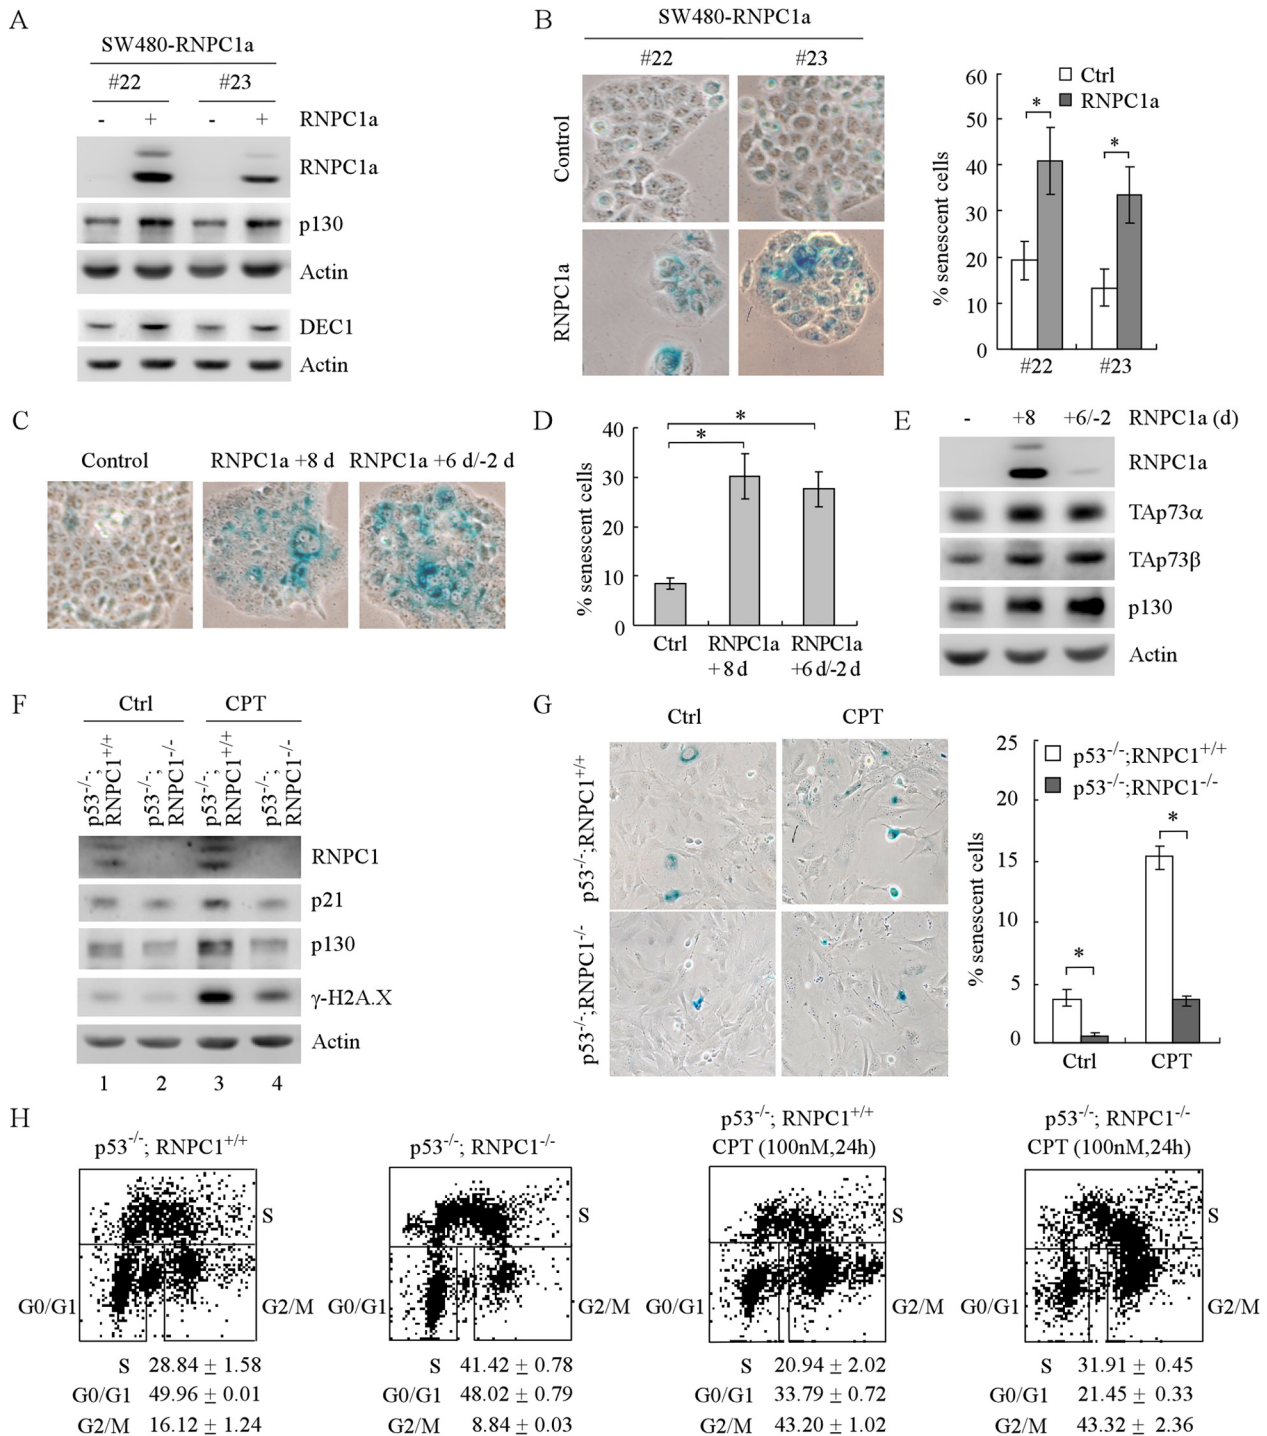 A
SW480-RNPC1a
#22 #23
- + - + RNPC1a
RNPC1a
p130
Actin
DEC1
Actin
B
SW480-RNPC1a
#22 #23
Control
RNPC1a
% senescent cells
60
50
40
30
20
10
0
Ctrl
RNPC1a
* *
#22 #23
C
Control RNPC1a +8 d RNPC1a +6 d/-2 d
D
% senescent cells
40
30
20
10
0
* *
Ctrl RNPC1a RNPC1a
+ 8 d +6 d/-2 d
E
- +8 +6/-2 RNPC1a (d)
RNPC1a
TAp73α
TAp73β
p130
Actin
F
Ctrl CPT
p53-/-; RNPC1+/+
p53-/-; RNPC1-/-
p53-/-; RNPC1+/+
p53-/-; RNPC1-/-
RNPC1
p21
p130
γ-H2A.X
Actin
1 2 3 4
G
Ctrl CPT
p53-/-;RNPC1+/+
p53-/-;RNPC1-/-
% senescent cells
25
20
15
10
5
0
p53-/-;RNPC1+/+
p53-/-;RNPC1-/-
* *
Ctrl CPT
H
p53-/-; RNPC1+/+
S
G0/G1 G2/M
S 28.84 ± 1.58
G0/G1 49.96 ± 0.01
G2/M 16.12 ± 1.24
p53-/-; RNPC1-/-
S
G0/G1 G2/M
S 41.42 ± 0.78
G0/G1 48.02 ± 0.79
G2/M 8.84 ± 0.03
p53-/-; RNPC1+/+
CPT (100nM,24h)
S
G0/G1 G2/M
S 20.94 ± 2.02
G0/G1 33.79 ± 0.72
G2/M 43.20 ± 1.02
p53-/-; RNPC1-/-
CPT (100nM,24h)
S
G0/G1 G2/M
S 31.91 ± 0.45
G0/G1 21.45 ± 0.33
G2/M 43.32 ± 2.36